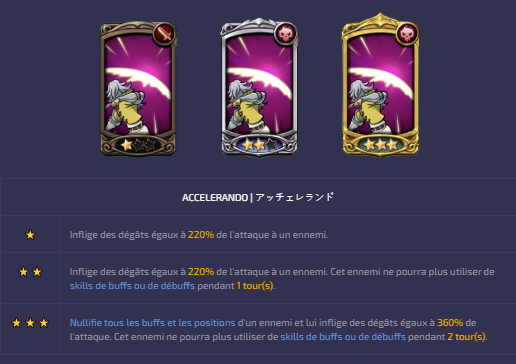 ACCELERANDO | アッチェレランド
Inflige des dégâts égaux à 220% de l'attaque à un ennemi.
Inflige des dégâts égaux à 220% de l'attaque à un ennemi. Cet ennemi ne pourra plus utiliser de
skills de buffs ou de débuffs pendant 1 tour(s).
Nullifie tous les buffs et les positions d'un ennemi et lui inflige des dégâts égaux à 360% de
l'attaque. Cet ennemi ne pourra plus utiliser de skills de buffs ou de débuffs pendant 2 tour(s).